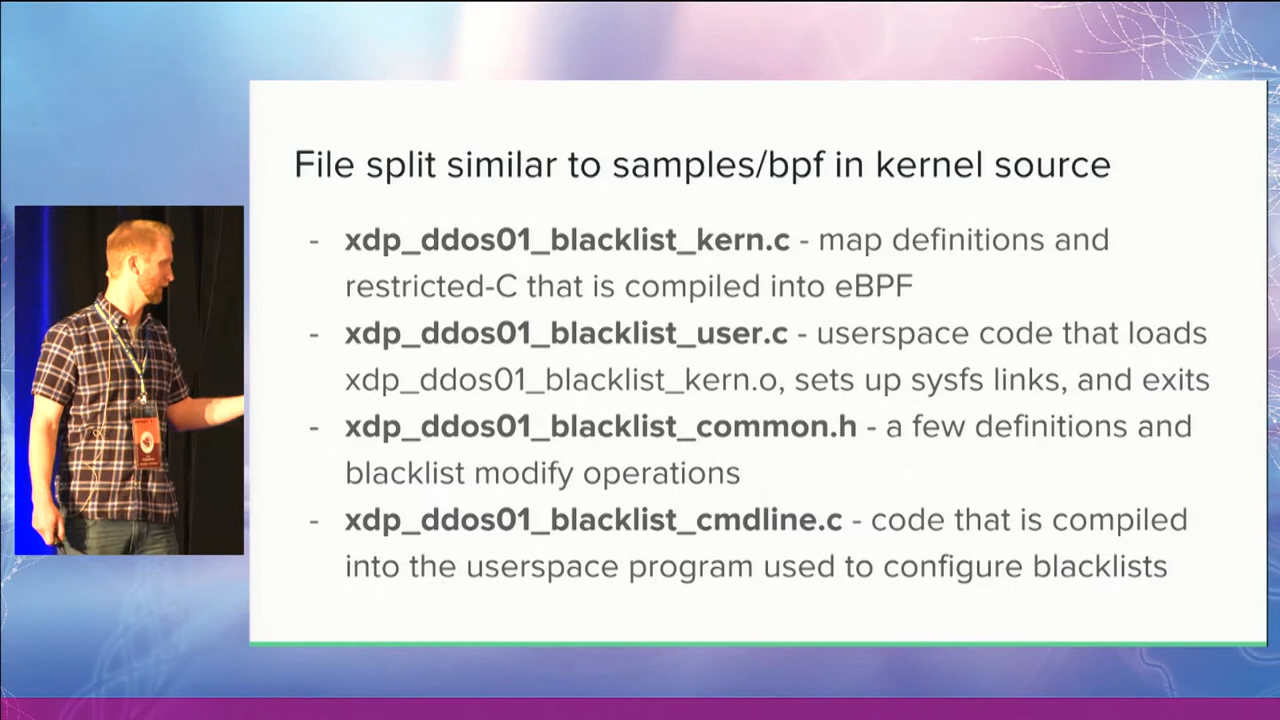 File split similar to samples/bpf in kernel source
- xdp_ddos01_blacklist_kern.c - map definitions and
restricted-C that is compiled into eBPF
- xdp_ddos01_blacklist_user.c - userspace code that loads
xdp_ddos01_blacklist_kern.o, sets up sysfs links, and exits
- xdp_ddos01_blacklist_common.h - a few definitions and
blacklist modify operations
- xdp_ddos01_blacklist_cmdline.c - code that is compiled
into the userspace program used to configure blacklists